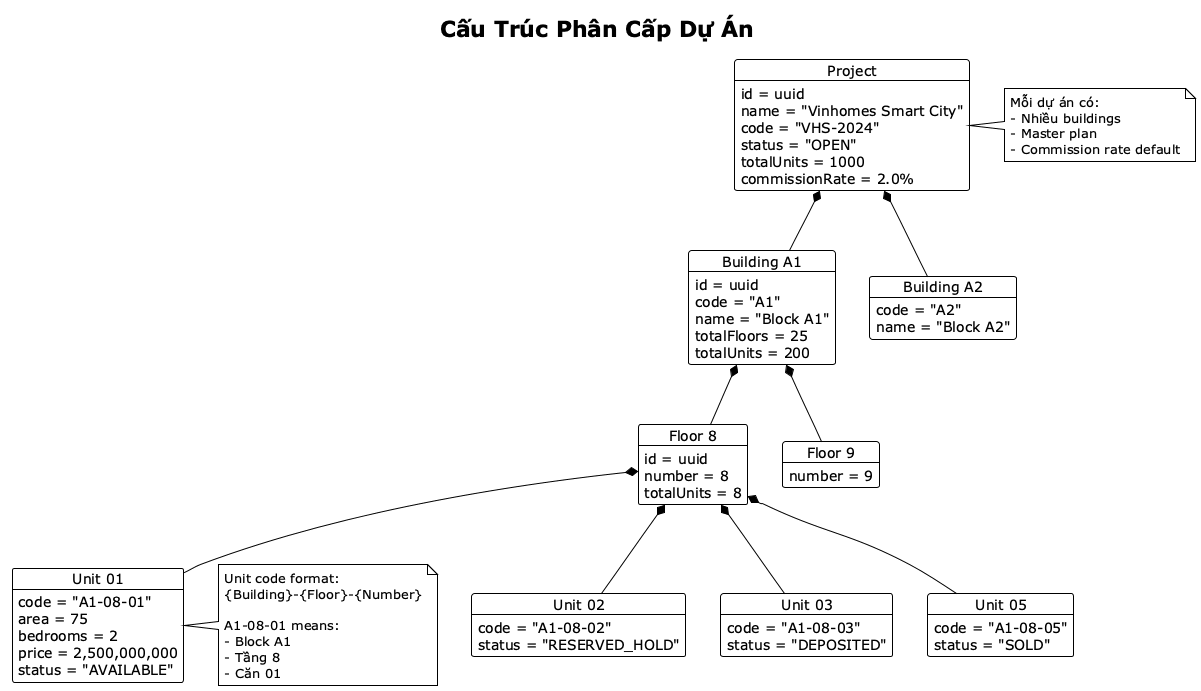 Cấu Trúc Phân Cấp Dự Án
Project
id = uuid
name = "Vinhomes Smart City"
code = "VHS-2024"
status = "OPEN"
totalUnits = 1000
commissionRate = 2.0%
Mỗi dự án có:
- Nhiều buildings
- Master plan
- Commission rate default
Building A1
id = uuid
code = "A1"
name = "Block A1"
totalFloors = 25
totalUnits = 200
Building A2
code = "A2"
name = "Block A2"
Floor 8
id = uuid
number = 8
totalUnits = 8
Floor 9
number = 9
Unit 01
code = "A1-08-01"
area = 75
bedrooms = 2
price = 2,500,000,000
status = "AVAILABLE"
Unit code format:
{Building}-{Floor}-{Number}
A1-08-01 means:
- Block A1
- Tầng 8
- Căn 01
Unit 02
code = "A1-08-02"
status = "RESERVED_HOLD"
Unit 03
code = "A1-08-03"
status = "DEPOSITED"
Unit 05
code = "A1-08-05"
status = "SOLD"